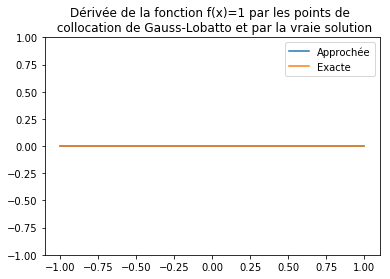 Dérivée de la fonction f(x)=1 par les points de
collocation de Gauss-Lobatto et par la vraie solution
1.00
0.75
0.50
0.25
0.00
−0.25
−0.50
−0.75
−1.00
Approchée
Exacte
−1.00 −0.75 −0.50 −0.25 0.00 0.25 0.50 0.75 1.00